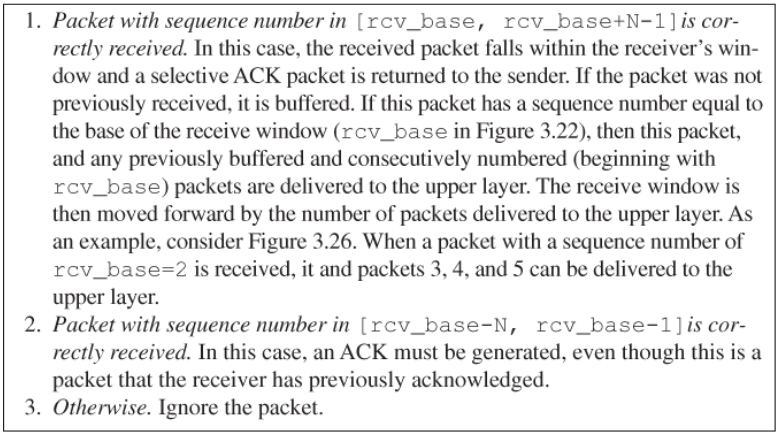 1. Packet with sequence number in [rcv_base, rcv_base+N-1] is cor-
rectly received. In this case, the received packet falls within the receiver's win-
dow and a selective ACK packet is returned to the sender. If the packet was not
previously received, it is buffered. If this packet has a sequence number equal to
the base of the receive window (rcv_base in Figure 3.22), then this packet,
and any previously buffered and consecutively numbered (beginning with
rcv_base) packets are delivered to the upper layer. The receive window is
then moved forward by the number of packets delivered to the upper layer. As
an example, consider Figure 3.26. When a packet with a sequence number of
rcv_base=2 is received, it and packets 3, 4, and 5 can be delivered to the
upper layer.
2. Packet with sequence number in [rcv_base-N, rcv_base-1] is cor-
rectly received. In this case, an ACK must be generated, even though this is a
packet that the receiver has previously acknowledged.
3. Otherwise. Ignore the packet.